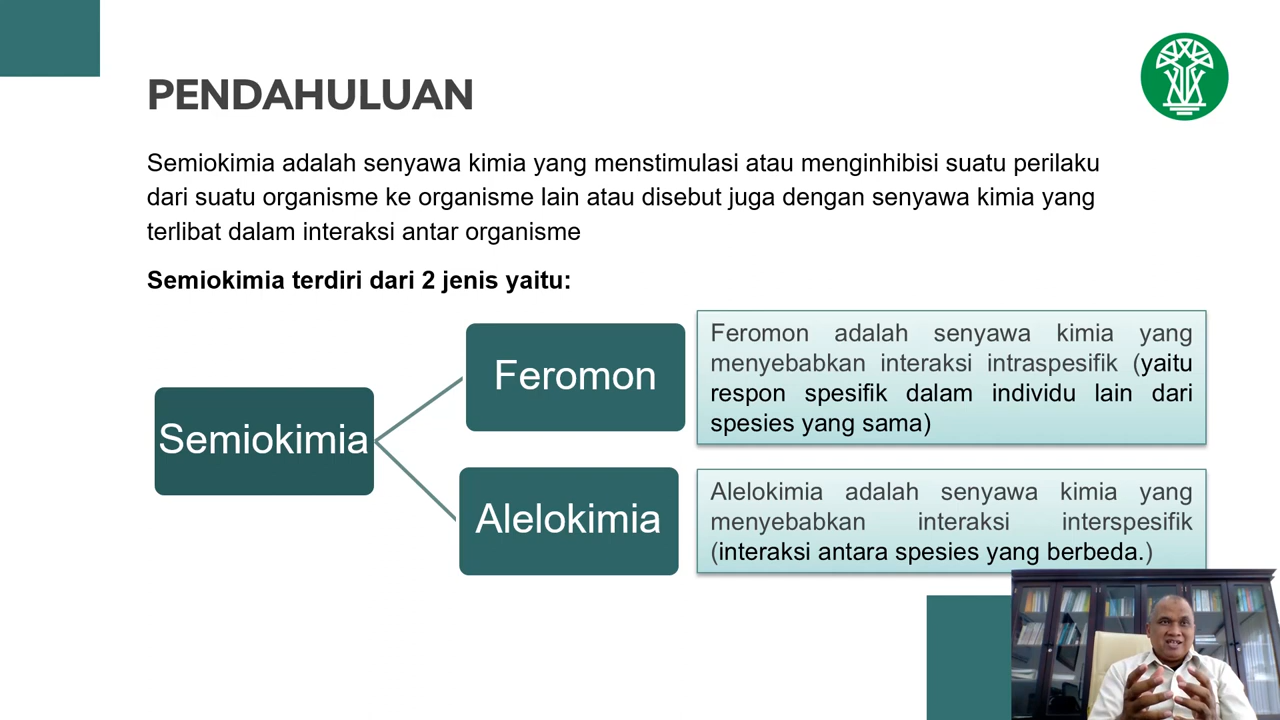 PENDAHULUAN
Semiokimia adalah senyawa kimia yang menstimulasi atau menginhibisi suatu perilaku
dari suatu organisme ke organisme lain atau disebut juga dengan senyawa kimia yang
terlibat dalam interaksi antar organisme
Semiokimia terdiri dari 2 jenis yaitu:
Semiokimia
Feromon
Feromon adalah senyawa kimia yang
menyebabkan interaksi intraspesifik (yaitu
respon spesifik dalam individu lain dari
spesies yang sama)
Alelokimia
Alelokimia adalah senyawa kimia yang
menyebabkan interaksi interspesifik
(interaksi antara spesies yang berbeda.)